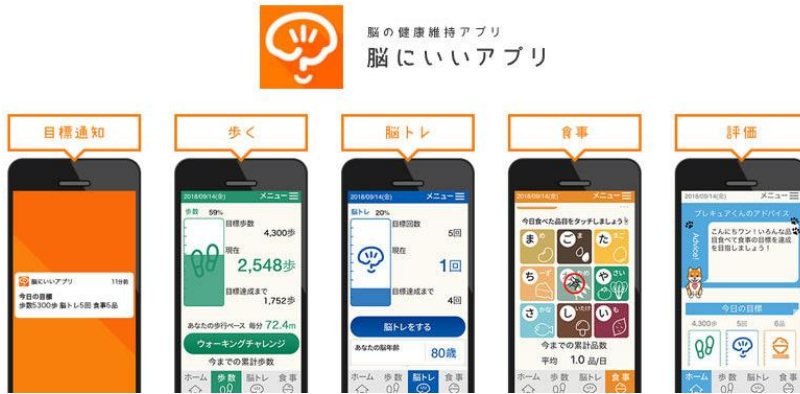 脳の健康維持アプリ
脳にいいアプリ
目標通知
歩く
脳トレ
食事
評価
脳にいいアプリ 11分前
今日の目標
歩数5300歩 脳トレ5回 食事6品
2018/09/14(金) メニュー
歩数 59%
目標歩数
4,300歩
現在
2,548歩
目標達成まで
1,752歩
あなたの歩行ペース 毎分 72.4m
ウォーキングチャレンジ
今までの累計歩数
ホーム 歩数 脳トレ 食事
2018/09/14(金) メニュー
脳トレ 20%
目標回数
5回
現在
1回
目標達成まで
4回
脳トレをする
あなたの脳年齢
80歳
ホーム 歩数 脳トレ 食事
2018/09/14(金) メニュー
今日食べた品目をタッチしましょう
まめ
ごま
たまご
ち
やさい
さかな
しいたけ
いも
今日までの累計品数
平均 1.0 品/日
ホーム 歩数 脳トレ 食事
2018/09/14(金) メニュー
プレキュアくんのアドバイス
Advice!
こんにちワン！いろんな品
目食べて食事の目標を達成
を目指しましょう！
今日の目標
4,300歩 5回 6品
ホーム 歩数 脳トレ 食事